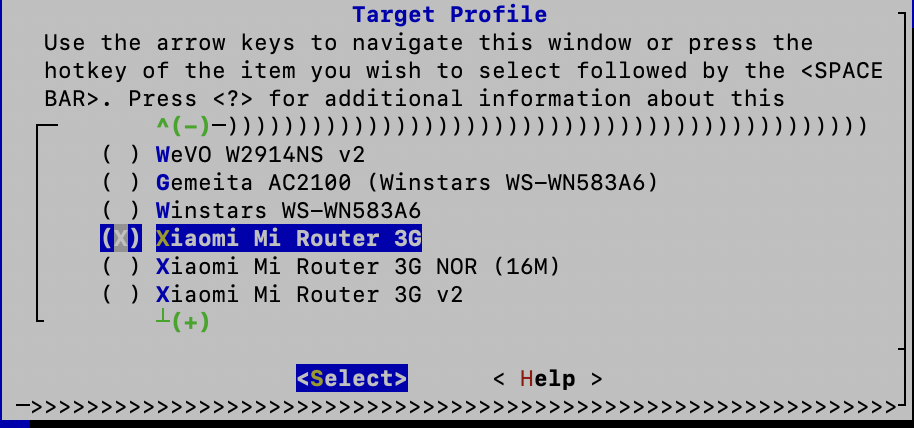 Target Profile
Use the arrow keys to navigate this window or press the
hotkey of the item you wish to select followed by the <SPACE
BAR>. Press <?> for additional information about this
^(-)─))))))))))))))))))))))))))))))))))))))))))))))
( ) WeVO W2914NS v2
( ) Gemeita AC2100 (Winstars WS-WN583A6)
( ) Winstars WS-WN583A6
(X) Xiaomi Mi Router 3G
( ) Xiaomi Mi Router 3G NOR (16M)
( ) Xiaomi Mi Router 3G v2
┴(+)
<Select> < Help >
─>>>>>>>>>>>>>>>>>>>>>>>>>>>>>>>>>>>>>>>>>>>>>>>>>>>>>>>>>>>>>>